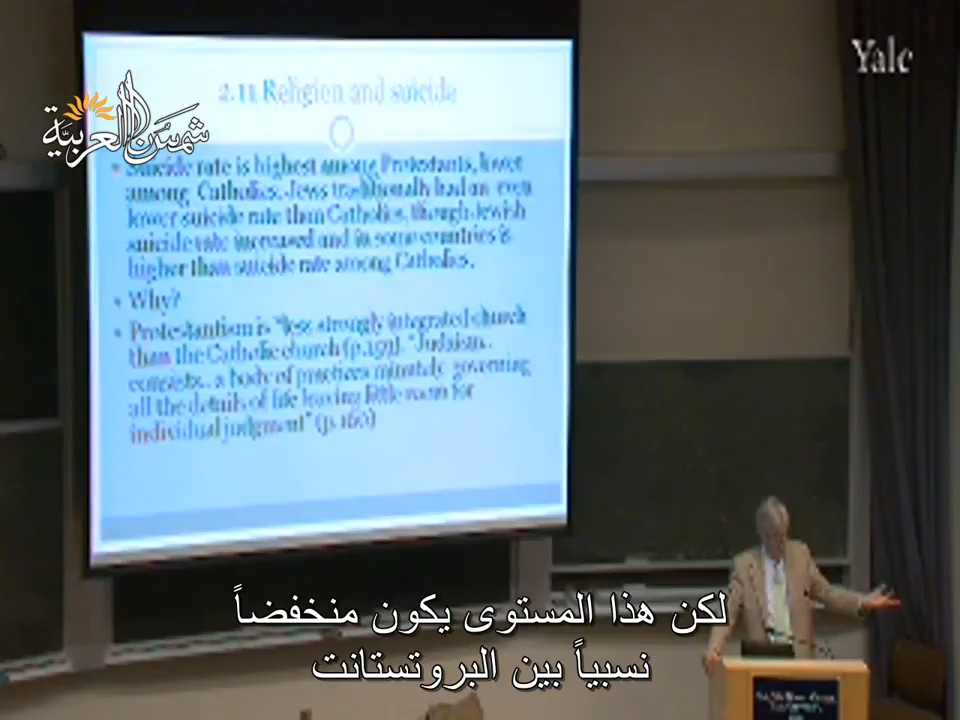 Yale
شمس العربية
2.11 Religion and suicide
Suicide rate is highest among Protestants, lower
among Catholics. Jews traditionally had an even
lower suicide rate than Catholics, though Jewish
suicide rate increased and in some countries is
higher than suicide rate among Catholics.
Why?
Protestantism is "less strongly integrated church
than the Catholic church (p.159). "Judaism..
consists.. a body of practices minutely governing
all the details of life leaving little room for
individual judgment" (p.160)
لكن هذا المستوى يكون منخفضاً
نسبياً بين البروتستانت